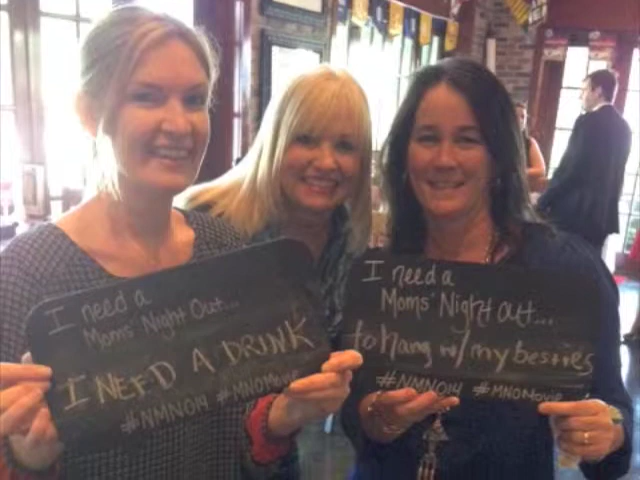 I need a
Moms' Night Out...
I NEED A DRINK
#NMNO14 #MNOMovie
I need a
Moms' Night Out...
to hang w/ my besties
#NMNO14 #MNOMovie